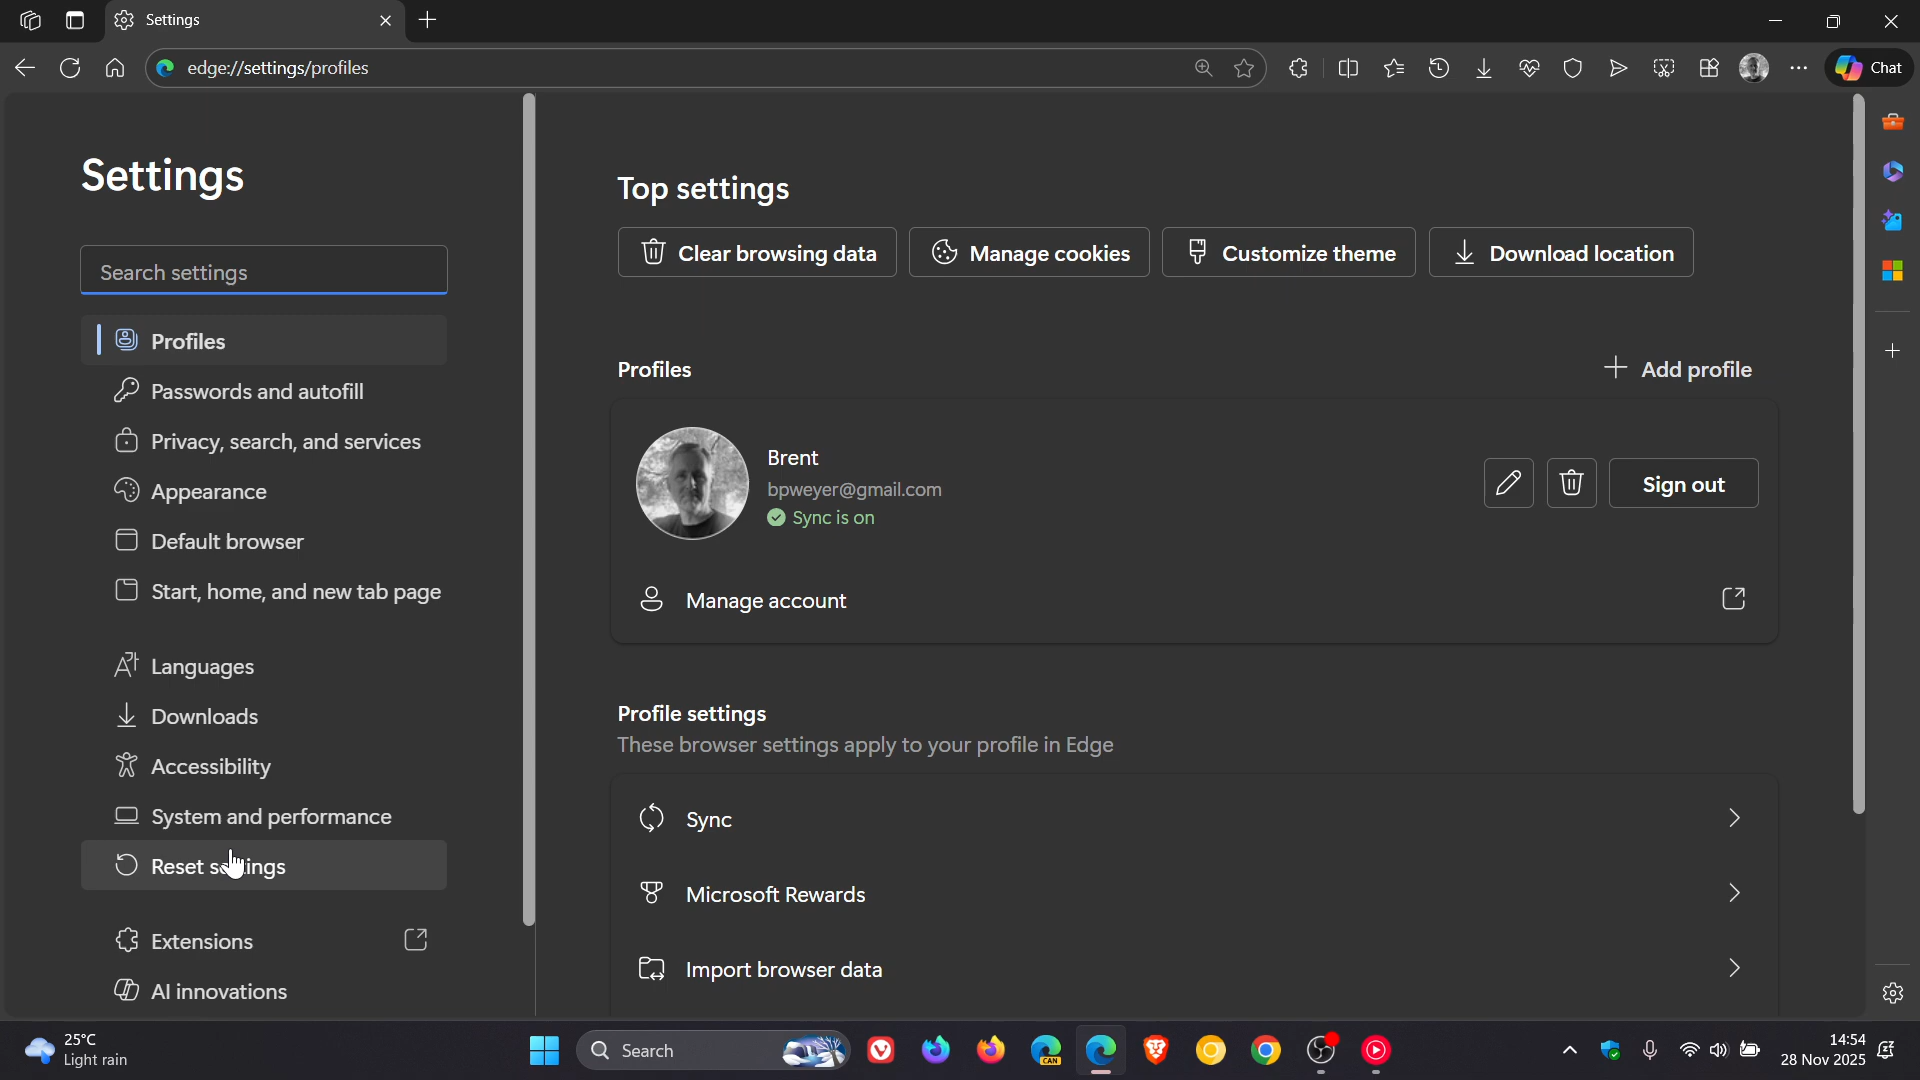 Settings
edge://settings/profiles
Chat
Settings
Search settings
Profiles
Passwords and autofill
Privacy, search, and services
Appearance
Default browser
Start, home, and new tab page
Languages
Downloads
Accessibility
System and performance
Reset settings
Extensions
AI innovations
Top settings
Clear browsing data
Manage cookies
Customize theme
Download location
Profiles
Add profile
Brent
bpweyer@gmail.com
Sync is on
Sign out
Manage account
Profile settings
These browser settings apply to your profile in Edge
Sync
Microsoft Rewards
Import browser data
25°C
Light rain
Search
CAN
14:54
28 Nov 2025